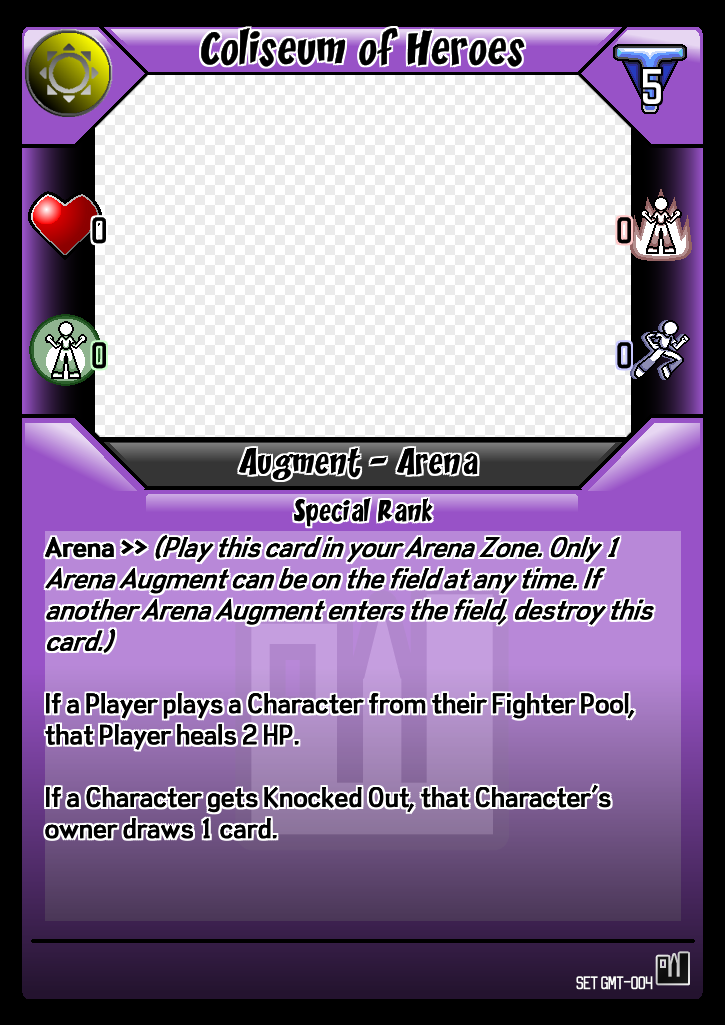 Coliseum of Heroes
5
0
0
0
0
Augment - Arena
Special Rank
Arena >> (Play this card in your Arena Zone. Only 1
Arena Augment can be on the field at any time. If
another Arena Augment enters the field, destroy this
card.)
If a Player plays a Character from their Fighter Pool,
that Player heals 2 HP.
If a Character gets Knocked Out, that Character's
owner draws 1 card.
SET GMT-004